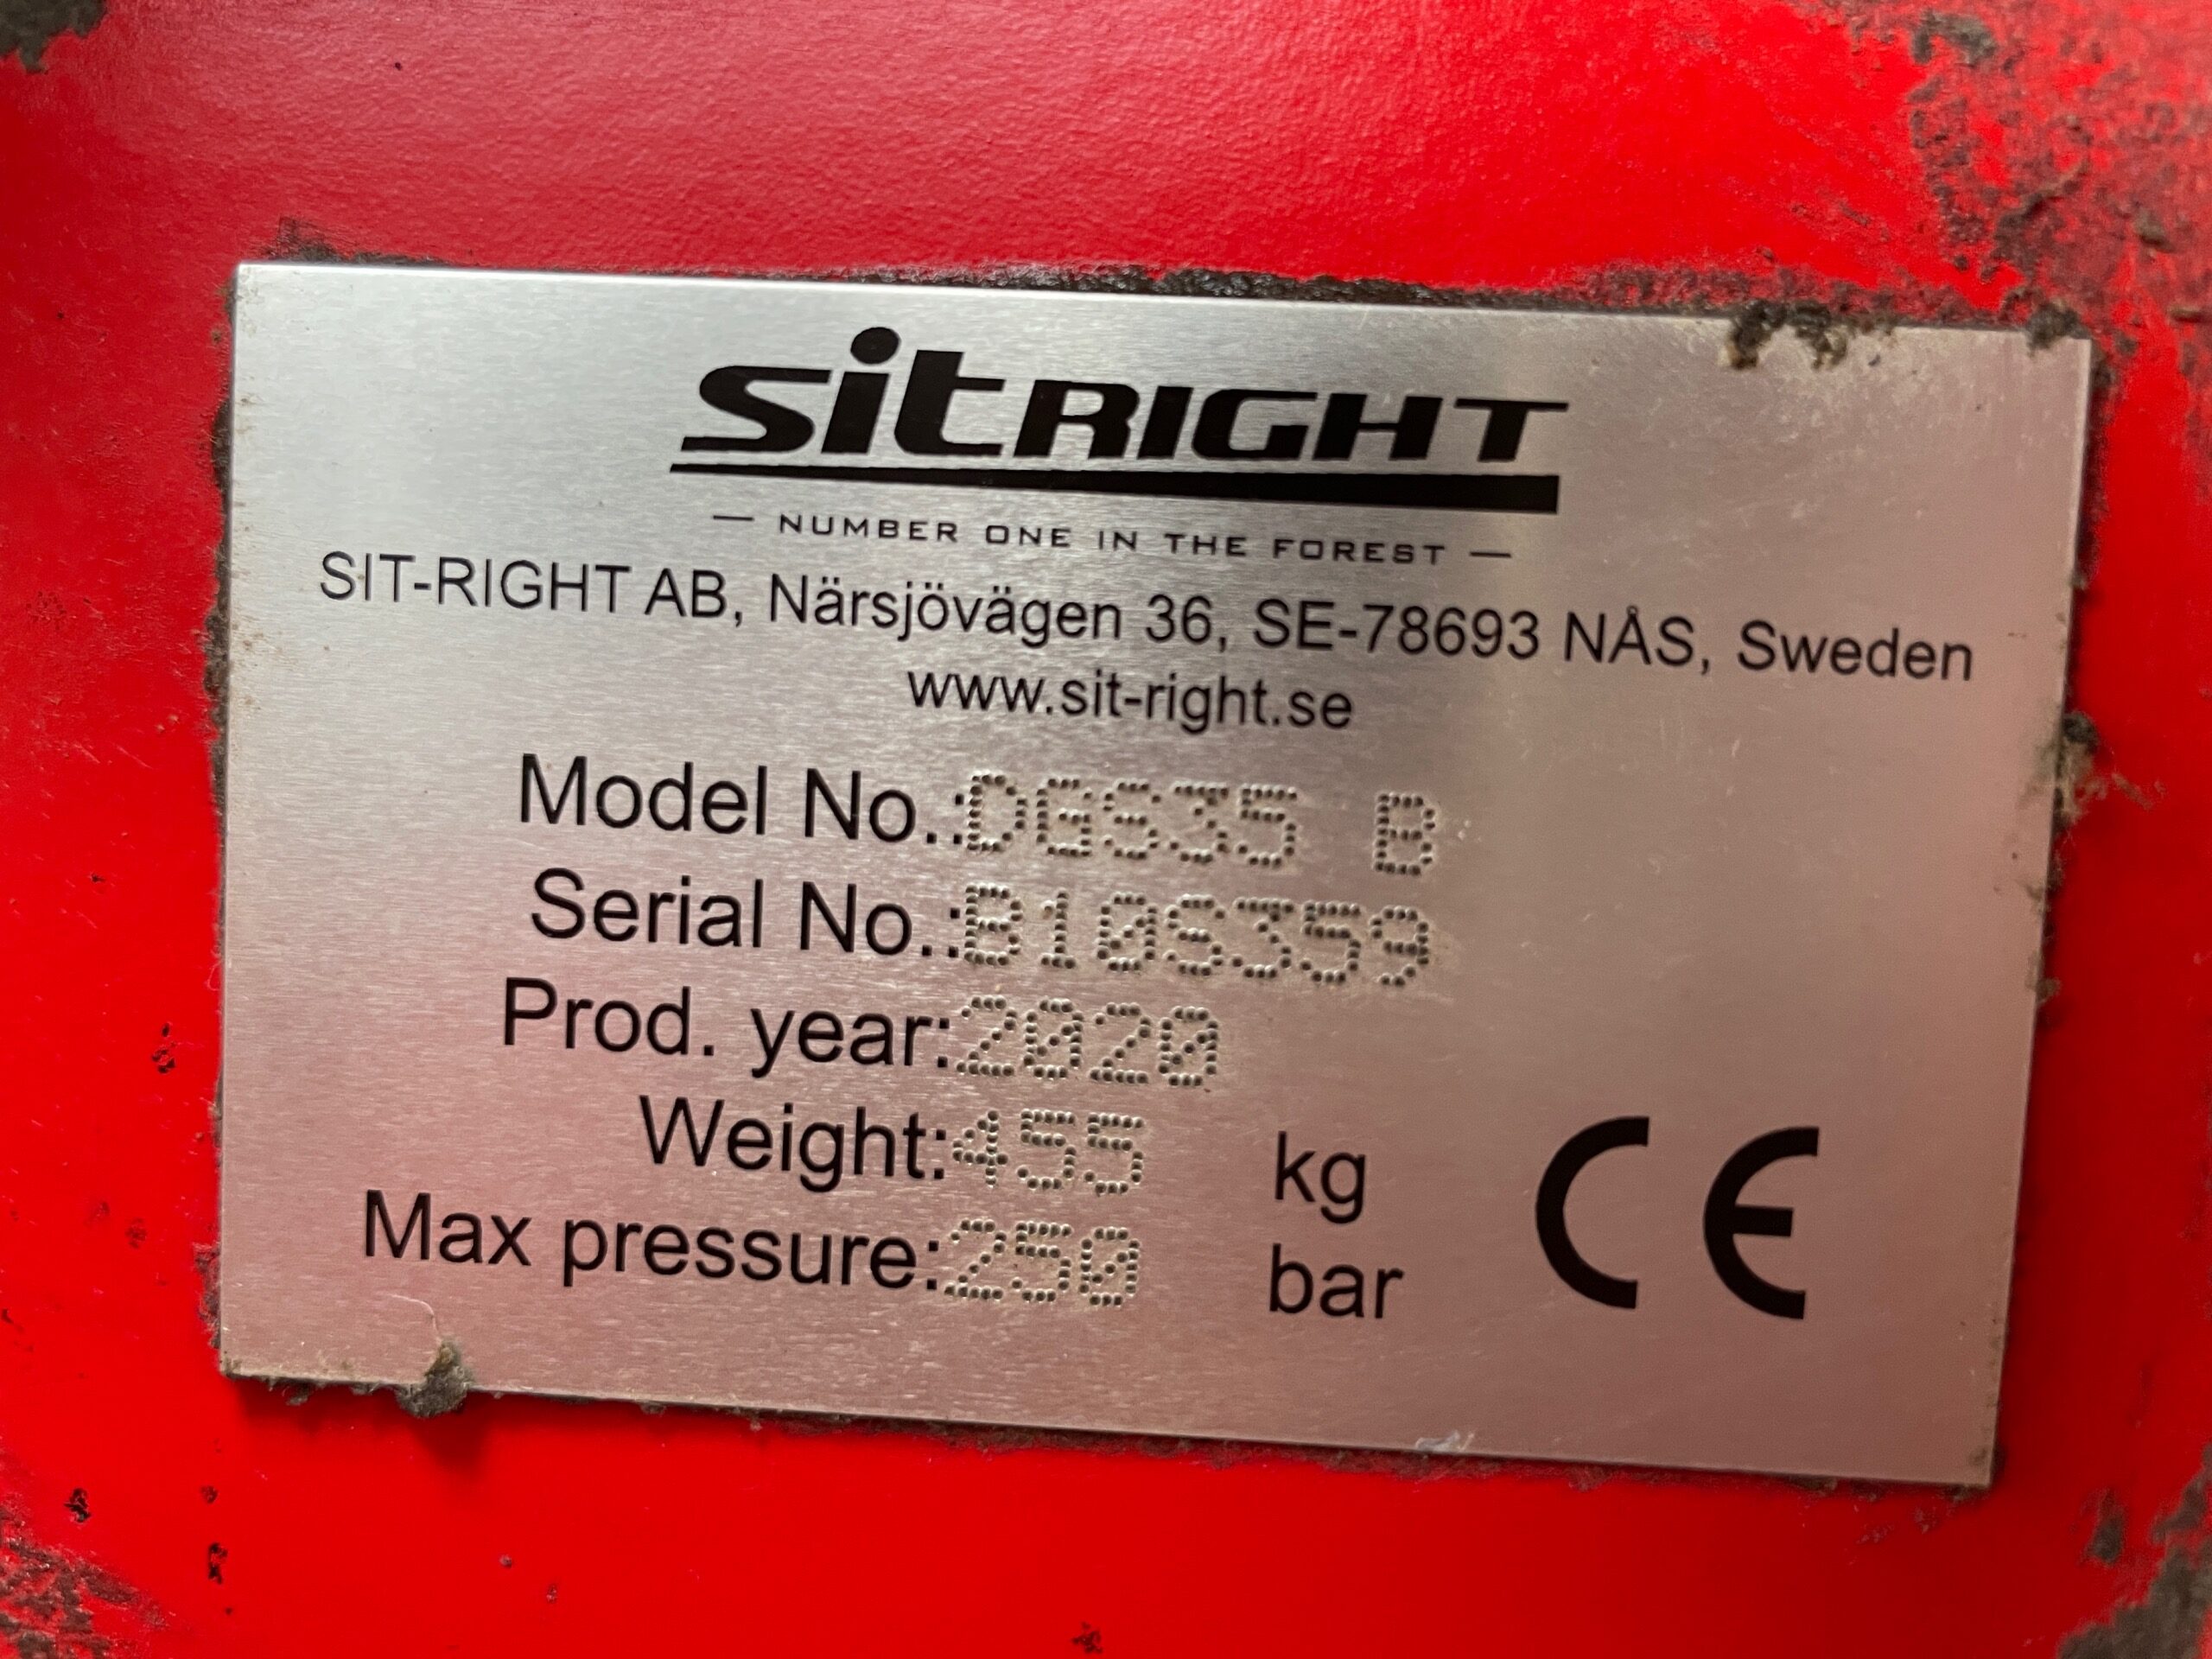 SitRIGHT
— NUMBER ONE IN THE FOREST —
SIT-RIGHT AB, Närsjövägen 36, SE-78693 NÅS, Sweden
www.sit-right.se
Model No.:DGS35 B
Serial No.:B10S359
Prod. year:2020
Weight:455 kg
Max pressure:250 bar
CE